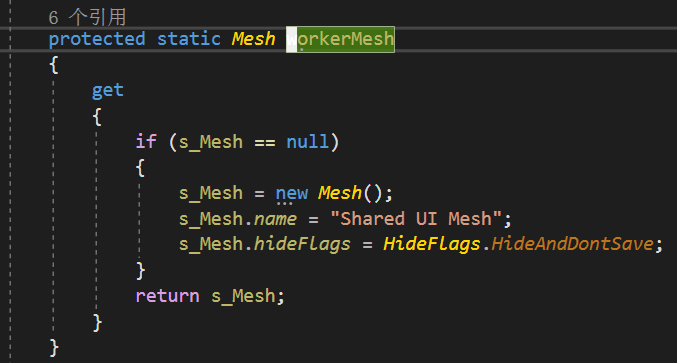 6 个引用
protected static Mesh workerMesh
{
get
{
if (s_Mesh == null)
{
s_Mesh = new Mesh();
s_Mesh.name = "Shared UI Mesh";
s_Mesh.hideFlags = HideFlags.HideAndDontSave;
}
return s_Mesh;
}
}